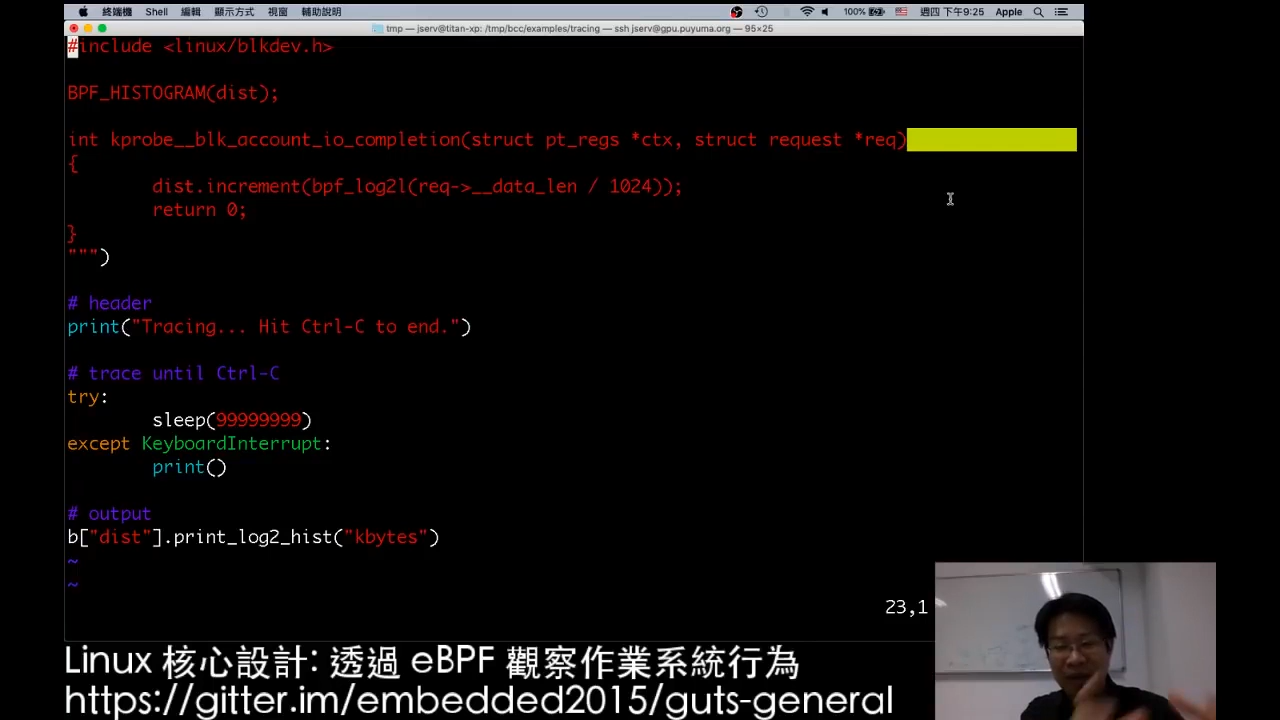 終端機 Shell 編輯 顯示方式 視窗 輔助說明 100% 週四 下午9:25 Apple
tmp — jserv@titan-xp: /tmp/bcc/examples/tracing — ssh jserv@gpu.puyuma.org — 95×25
#include <linux/blkdev.h>
BPF_HISTOGRAM(dist);
int kprobe__blk_account_io_completion(struct pt_regs *ctx, struct request *req)
{
dist.increment(bpf_log2l(req->__data_len / 1024));
return 0;
}
""")
# header
print("Tracing... Hit Ctrl-C to end.")
# trace until Ctrl-C
try:
sleep(99999999)
except KeyboardInterrupt:
print()
# output
b["dist"].print_log2_hist("kbytes")
~
~
23,1
Linux 核心設計: 透過 eBPF 觀察作業系統行為
https://gitter.im/embedded2015/guts-general